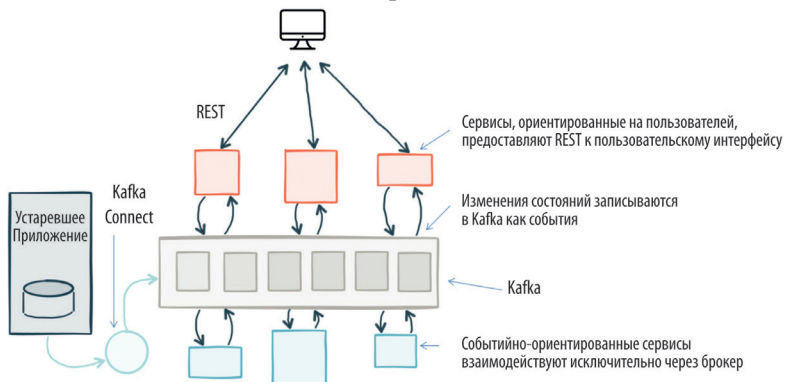 REST
Сервисы, ориентированные на пользователей,
предоставляют REST к пользовательскому интерфейсу
Kafka
Connect
Устаревшее
Приложение
Изменения состояний записываются
в Kafka как события
Kafka
Событийно-ориентированные сервисы
взаимодействуют исключительно через брокер